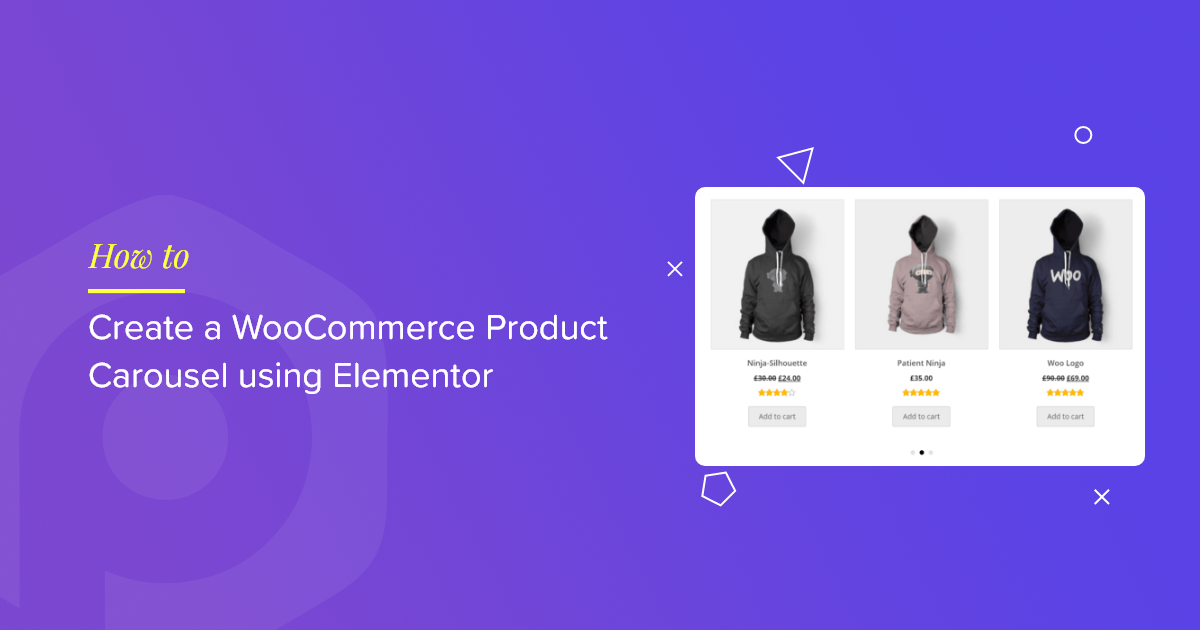 How to
Create a WooCommerce Product
Carousel using Elementor
Woo
Ninja-Silhouette
£30.00 £24.00
Add to cart
Patient Ninja
£35.00
Add to cart
Woo Logo
£90.00 £69.00
Add to cart